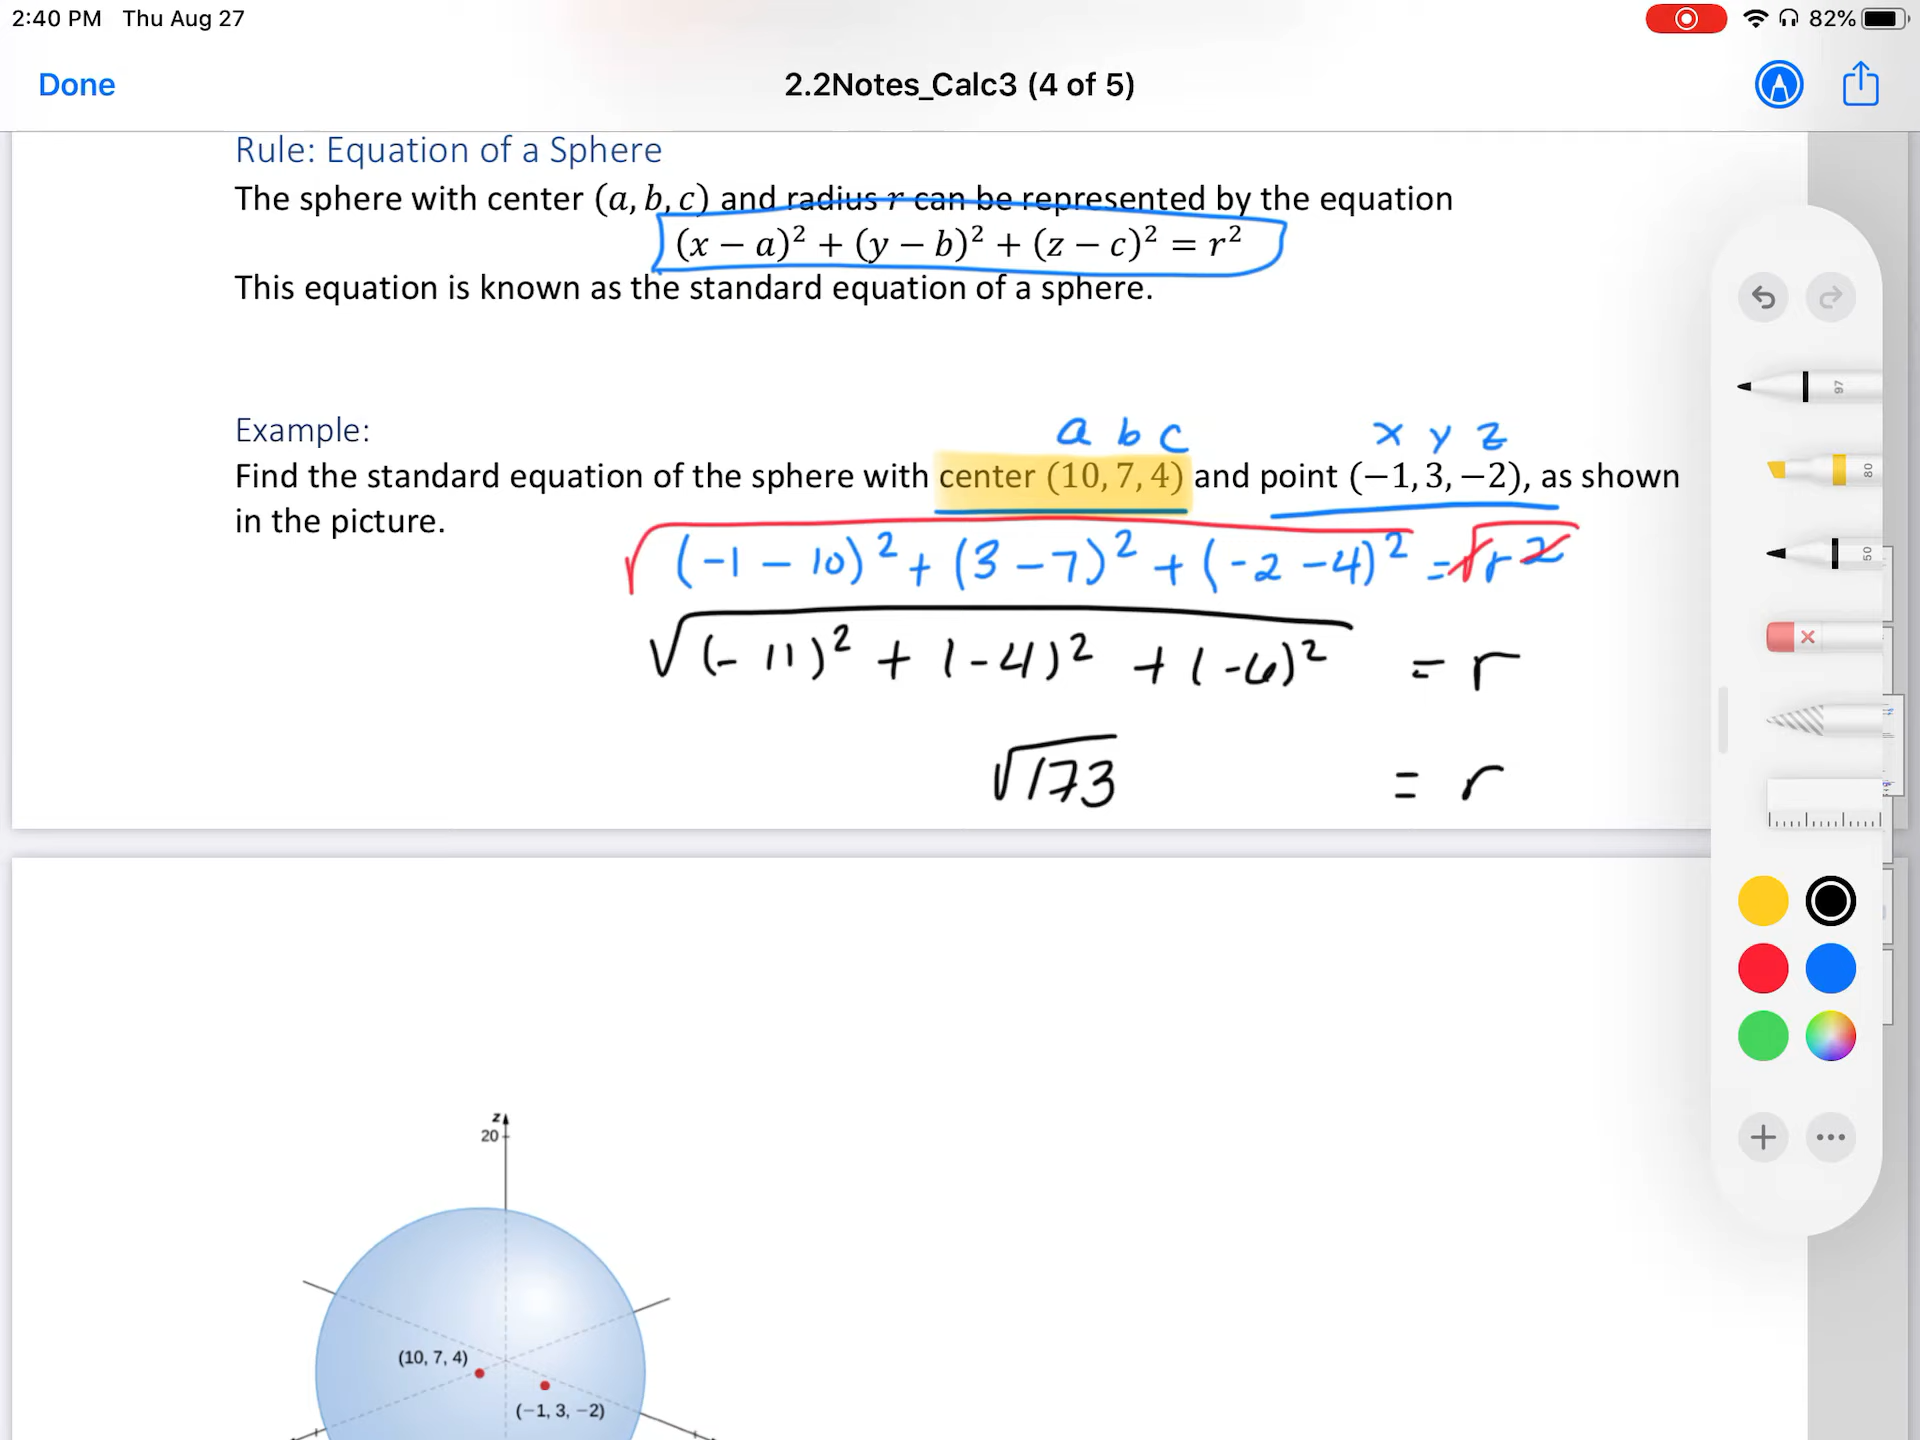 2:40 PM Thu Aug 27 82%
Done 2.2Notes_Calc3 (4 of 5)
Rule: Equation of a Sphere
The sphere with center (a, b, c) and radius r can be represented by the equation
(x − a)² + (y − b)² + (z − c)² = r²
This equation is known as the standard equation of a sphere.
a b c x y z
Example:
Find the standard equation of the sphere with center (10, 7, 4) and point (−1, 3, −2), as shown
in the picture.
√(-1 - 10)² + (3 - 7)² + (-2 - 4)² = √r²
√(-11)² + (-4)² + (-6)² = r
√173 = r
97
80
50
z
20
(10, 7, 4)
(−1, 3, −2)